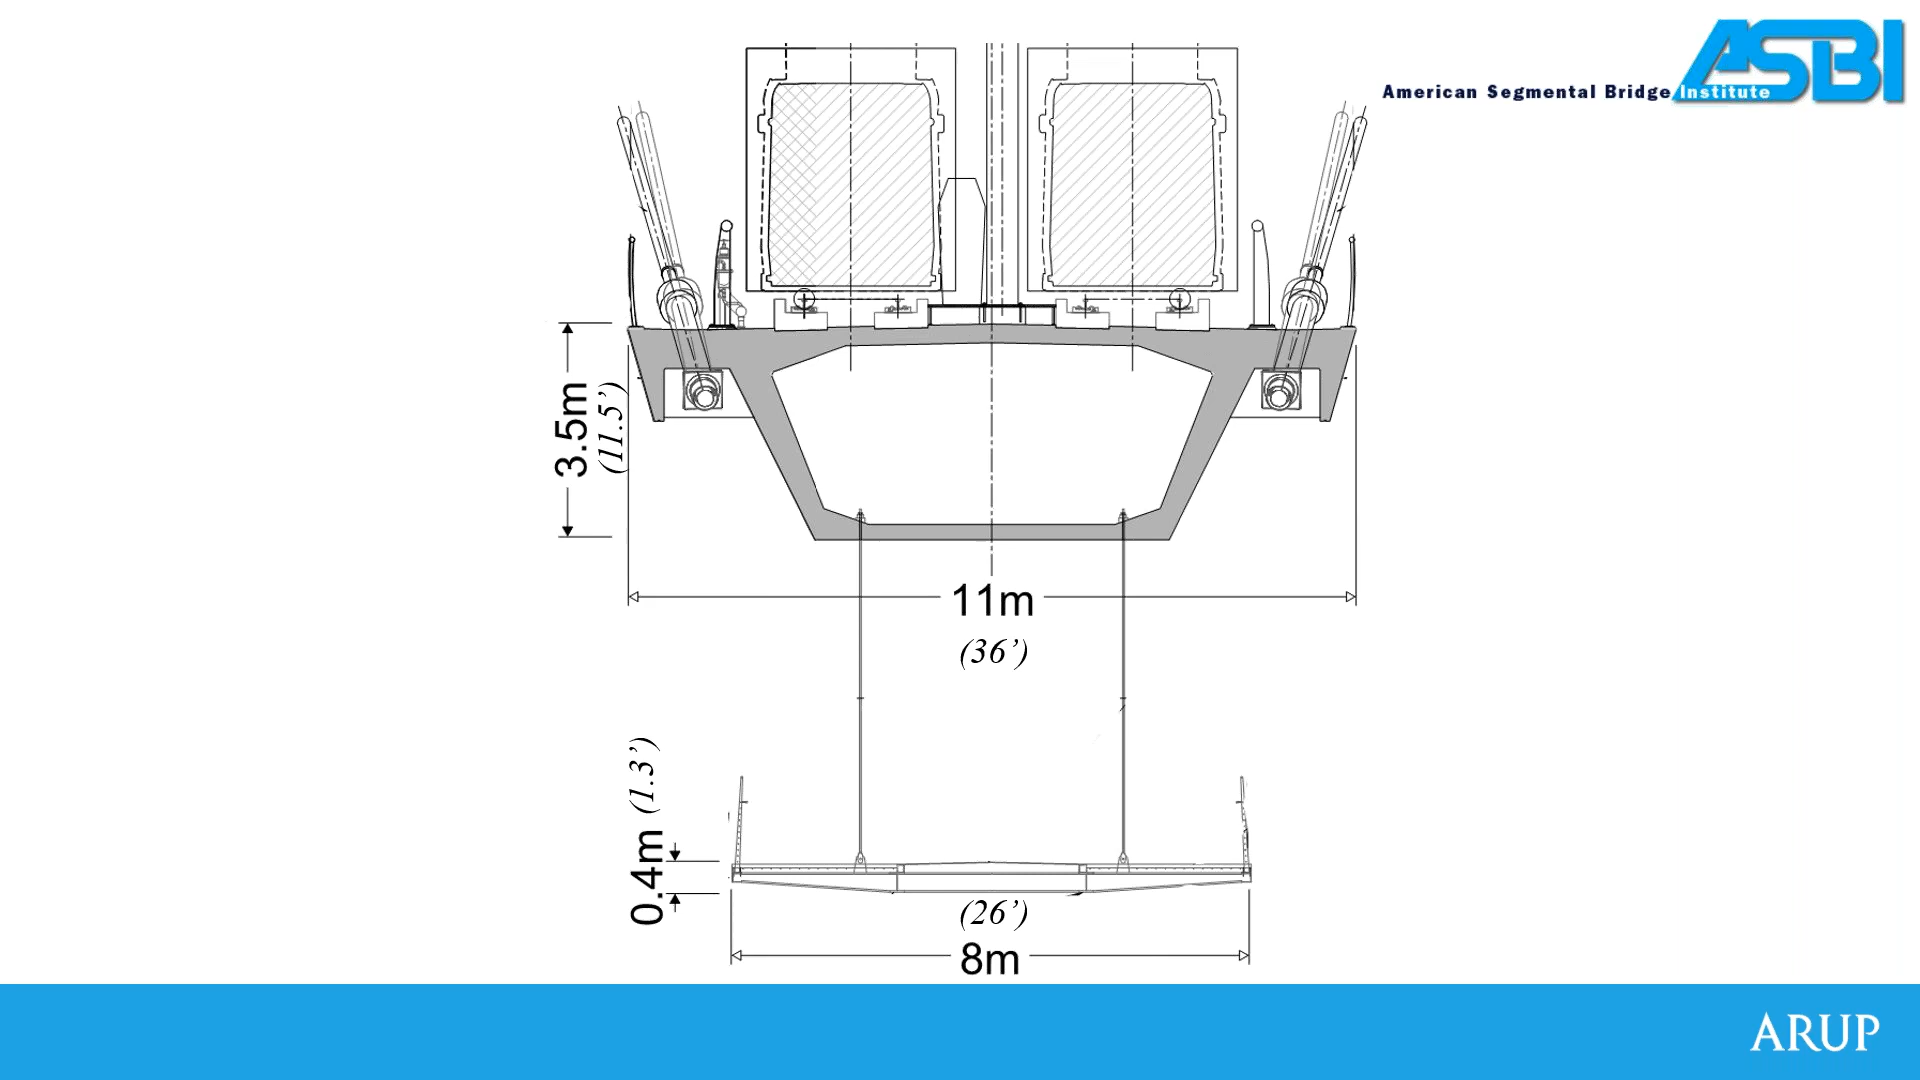 ASBI
American Segmental Bridge Institute
3.5m
(11.5’)
11m
(36’)
(1.3’)
0.4m
(26’)
8m
ARUP